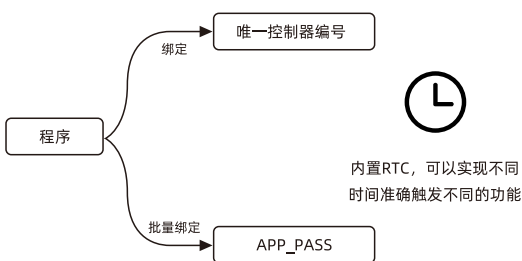 唯一控制器编号
绑定
程序
内置RTC，可以实现不同
时间准确触发不同的功能
批量绑定
APP_PASS